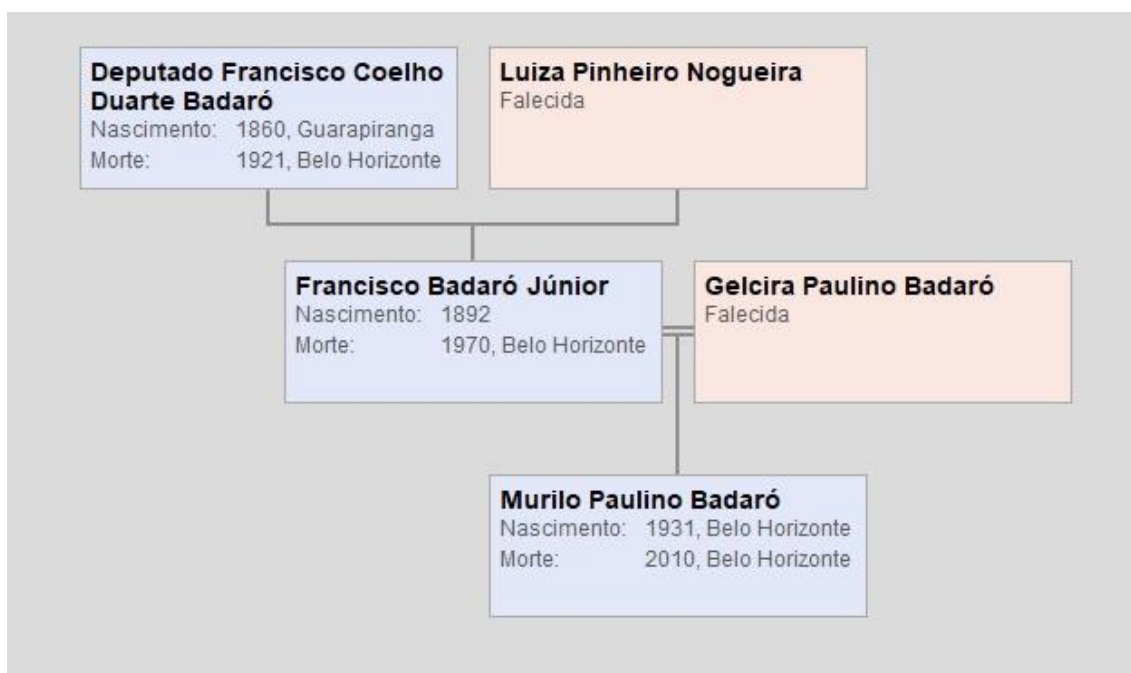 Deputado Francisco Coelho
Duarte Badaró
Nascimento: 1860, Guarapiranga
Morte: 1921, Belo Horizonte
Luiza Pinheiro Nogueira
Falecida
Francisco Badaró Júnior
Nascimento: 1892
Morte: 1970, Belo Horizonte
Gelcira Paulino Badaró
Falecida
Murilo Paulino Badaró
Nascimento: 1931, Belo Horizonte
Morte: 2010, Belo Horizonte